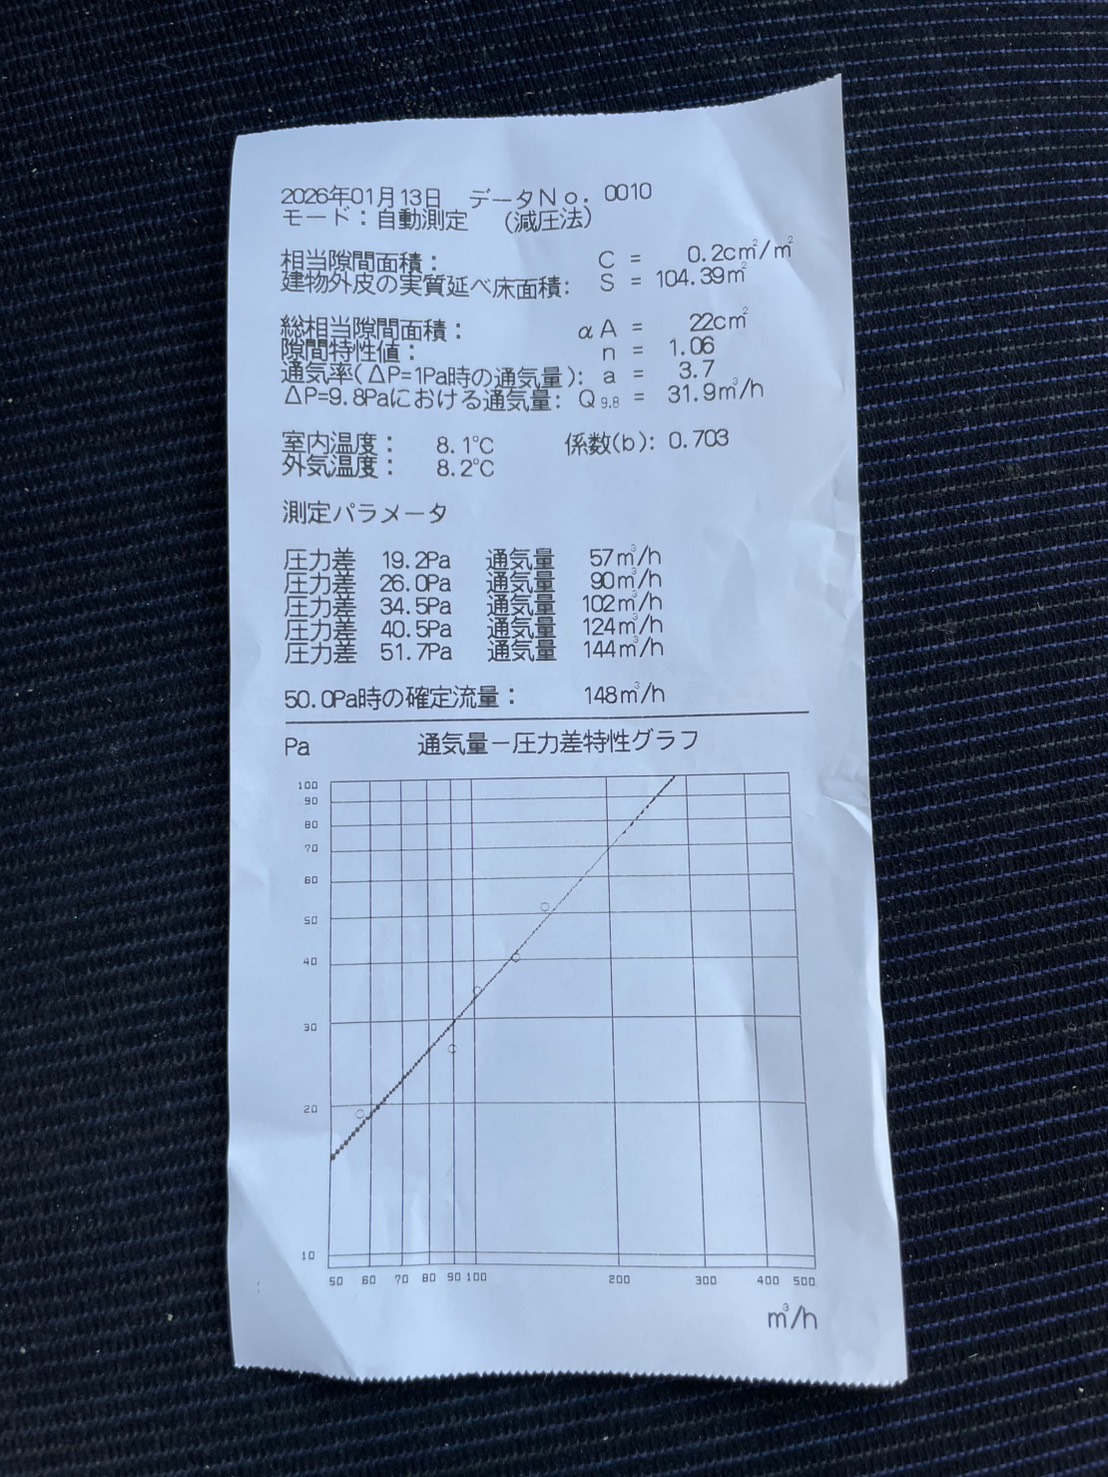 2026年01月13日 データNo. 0010
モード：自動測定 （減圧法）
相当隙間面積： C = 0.2cm²/m²
建物外皮の実質延べ床面積： S = 104.39m²
総相当隙間面積： αA = 22cm²
隙間特性値： n = 1.06
通気率(ΔP=1Pa時の通気量)： a = 3.7
ΔP=9.8Paにおける通気量： Q9.8 = 31.9m³/h
室内温度： 8.1℃ 係数(b)： 0.703
外気温度： 8.2℃
測定パラメータ
圧力差 19.2Pa 通気量 57m³/h
圧力差 26.0Pa 通気量 90m³/h
圧力差 34.5Pa 通気量 102m³/h
圧力差 40.5Pa 通気量 124m³/h
圧力差 51.7Pa 通気量 144m³/h
50.0Pa時の確定流量： 148m³/h
Pa 通気量－圧力差特性グラフ
100
90
80
70
60
50
40
30
20
10
50 60 70 80 90 100 200 300 400 500
m³/h